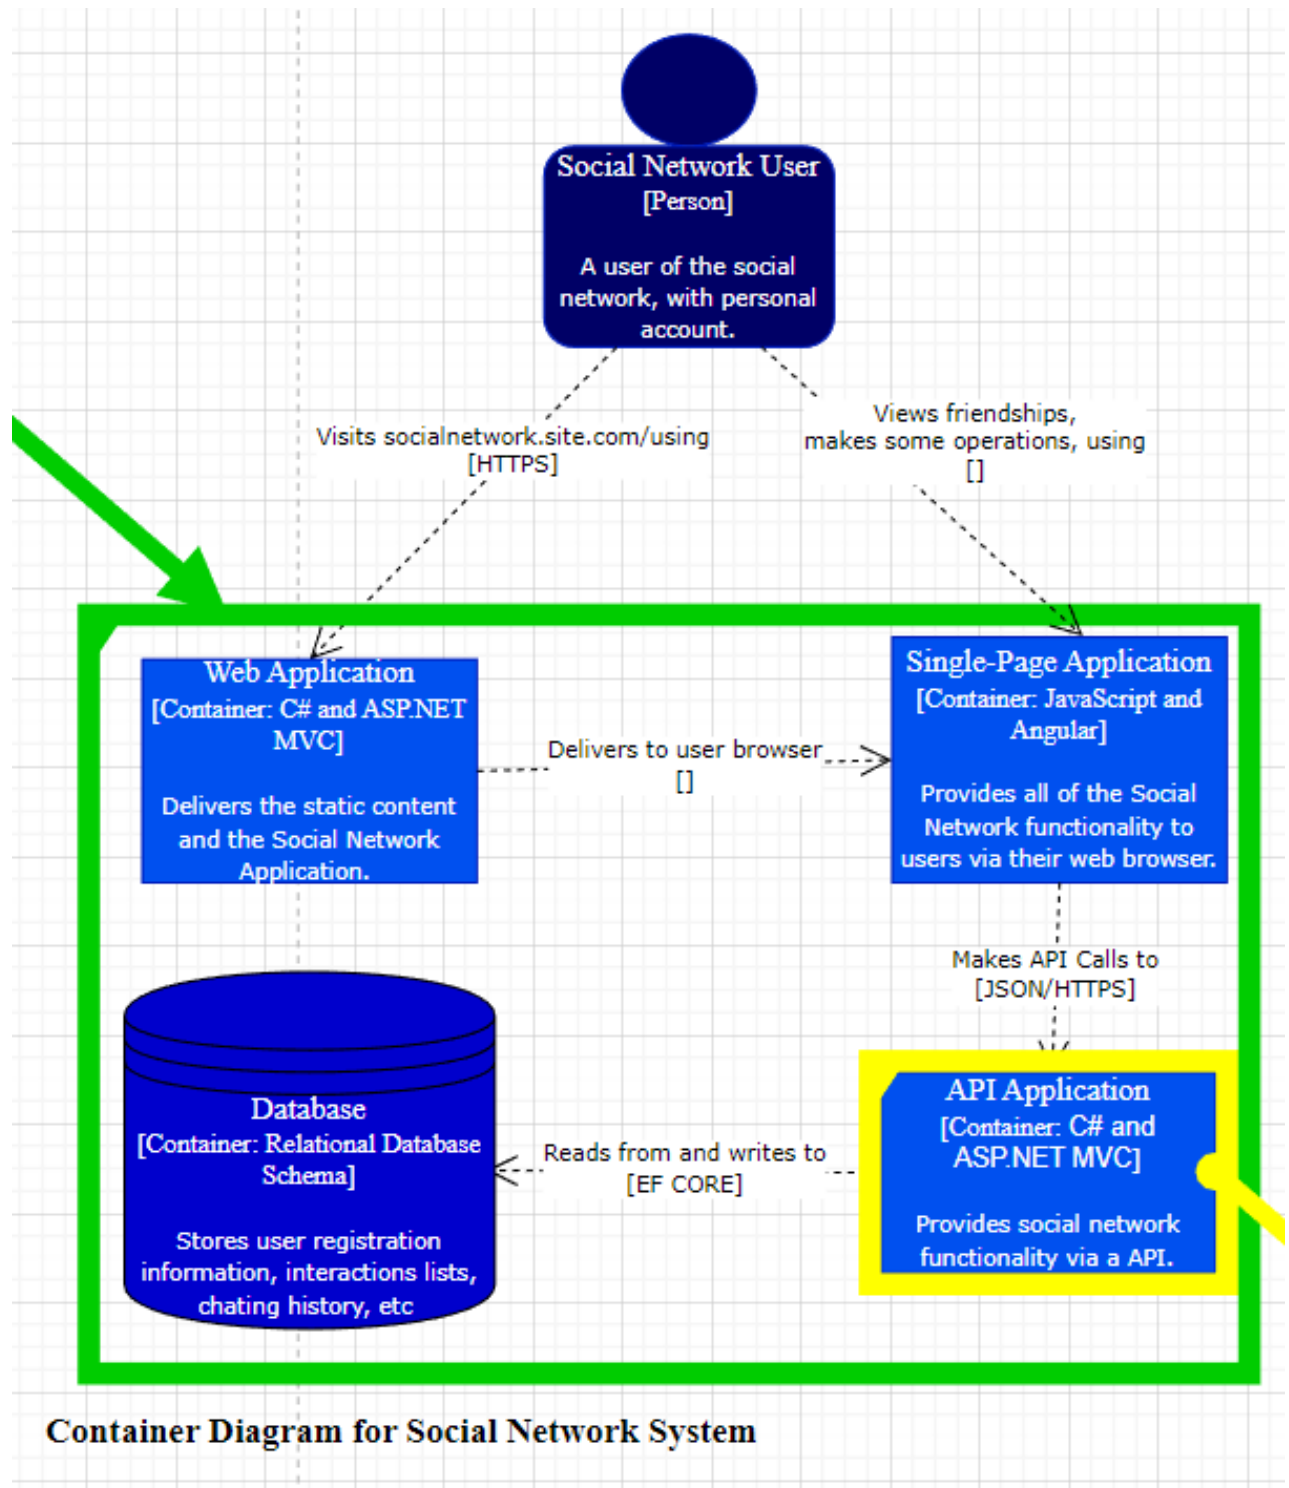 Social Network User
[Person]
A user of the social
network, with personal
account.
Visits socialnetwork.site.com/using
[HTTPS]
Views friendships,
makes some operations, using
[]
Web Application
[Container: C# and ASP.NET
MVC]
Delivers the static content
and the Social Network
Application.
Delivers to user browser
[]
Single-Page Application
[Container: JavaScript and
Angular]
Provides all of the Social
Network functionality to
users via their web browser.
Makes API Calls to
[JSON/HTTPS]
Database
[Container: Relational Database
Schema]
Stores user registration
information, interactions lists,
chating history, etc
Reads from and writes to
[EF CORE]
API Application
[Container: C# and
ASP.NET MVC]
Provides social network
functionality via a API.
Container Diagram for Social Network System